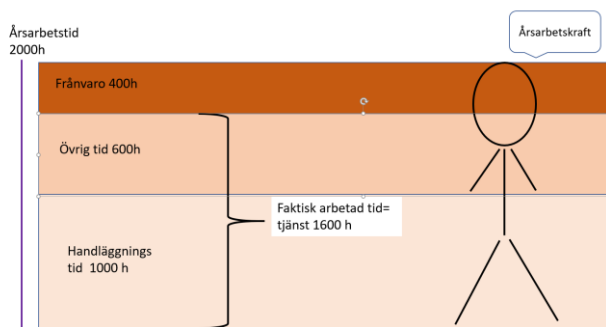 Årsarbetstid
2000h
Årsarbetskraft
Frånvaro 400h
Övrig tid 600h
Faktisk arbetad tid=
tjänst 1600 h
Handläggnings
tid 1000 h